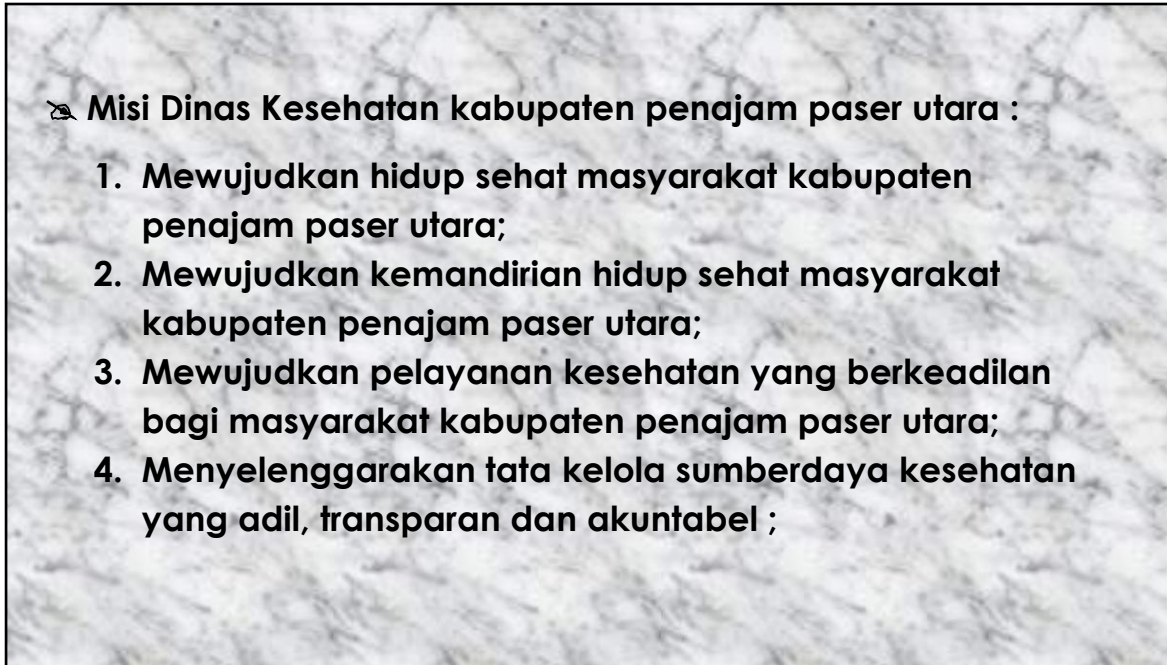 Misi Dinas Kesehatan kabupaten penajam paser utara :
1. Mewujudkan hidup sehat masyarakat kabupaten
penajam paser utara;
2. Mewujudkan kemandirian hidup sehat masyarakat
kabupaten penajam paser utara;
3. Mewujudkan pelayanan kesehatan yang berkeadilan
bagi masyarakat kabupaten penajam paser utara;
4. Menyelenggarakan tata kelola sumberdaya kesehatan
yang adil, transparan dan akuntabel ;